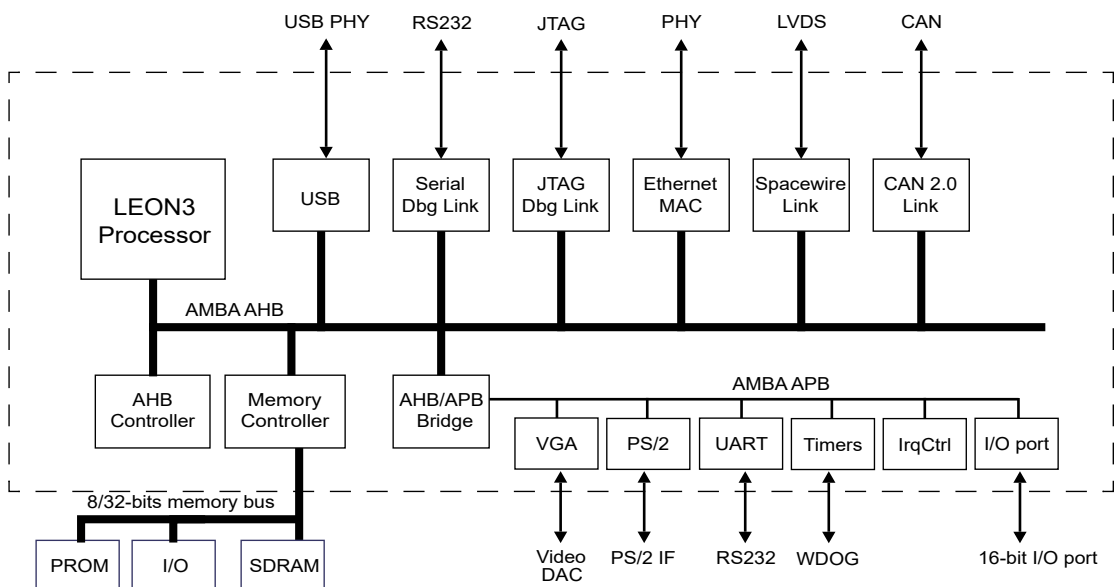 USB PHY
RS232
JTAG
PHY
LVDS
CAN
LEON3
Processor
USB
Serial
Dbg Link
JTAG
Dbg Link
Ethernet
MAC
Spacewire
Link
CAN 2.0
Link
AMBA AHB
AHB
Controller
Memory
Controller
AHB/APB
Bridge
AMBA APB
VGA
PS/2
UART
Timers
IrqCtrl
I/O port
8/32-bits memory bus
PROM
I/O
SDRAM
Video
DAC
PS/2 IF
RS232
WDOG
16-bit I/O port